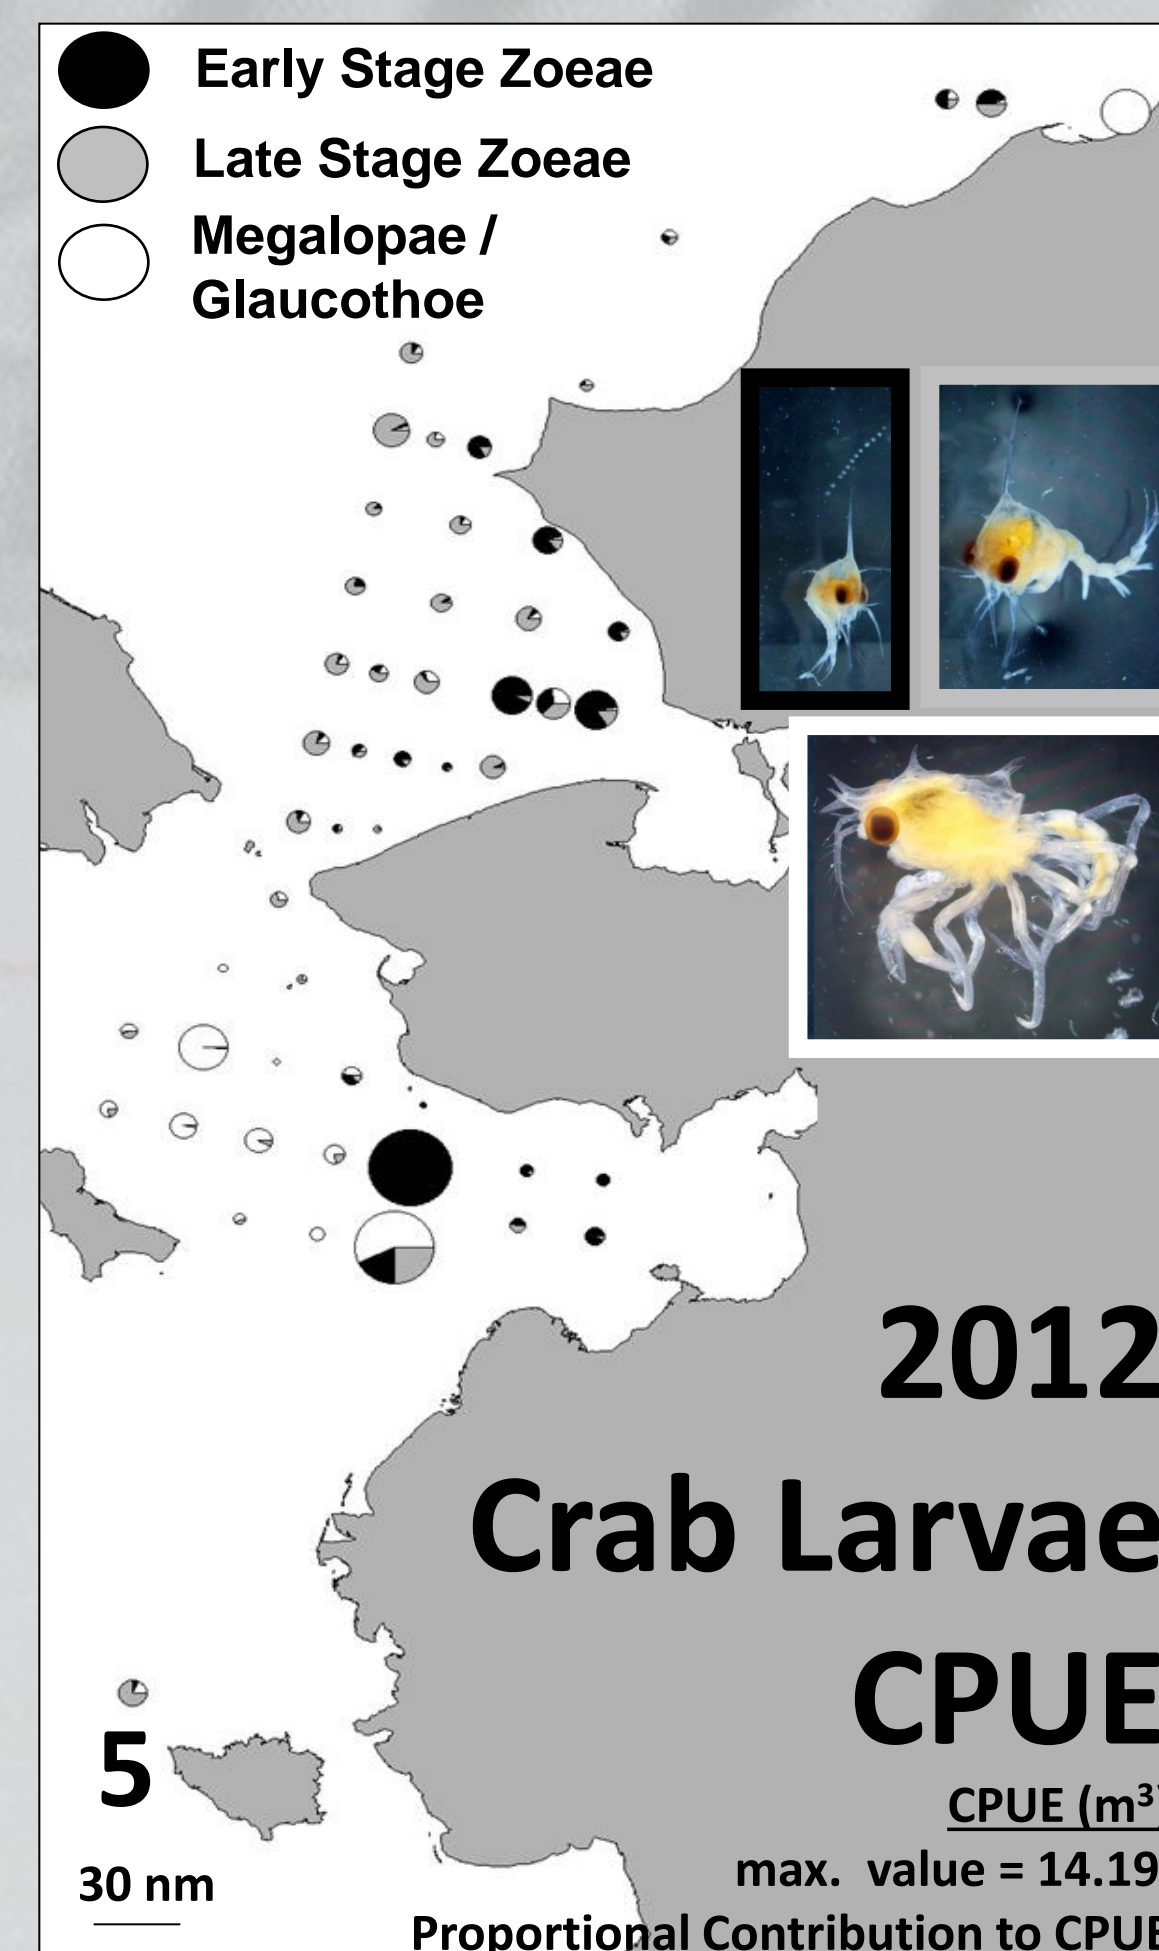 Early Stage Zoeae
Late Stage Zoeae
Megalopae /
Glaucothoe
2012
Crab Larvae
CPUE
5
CPUE (m³)
max. value = 14.19
30 nm
Proportional Contribution to CPUE